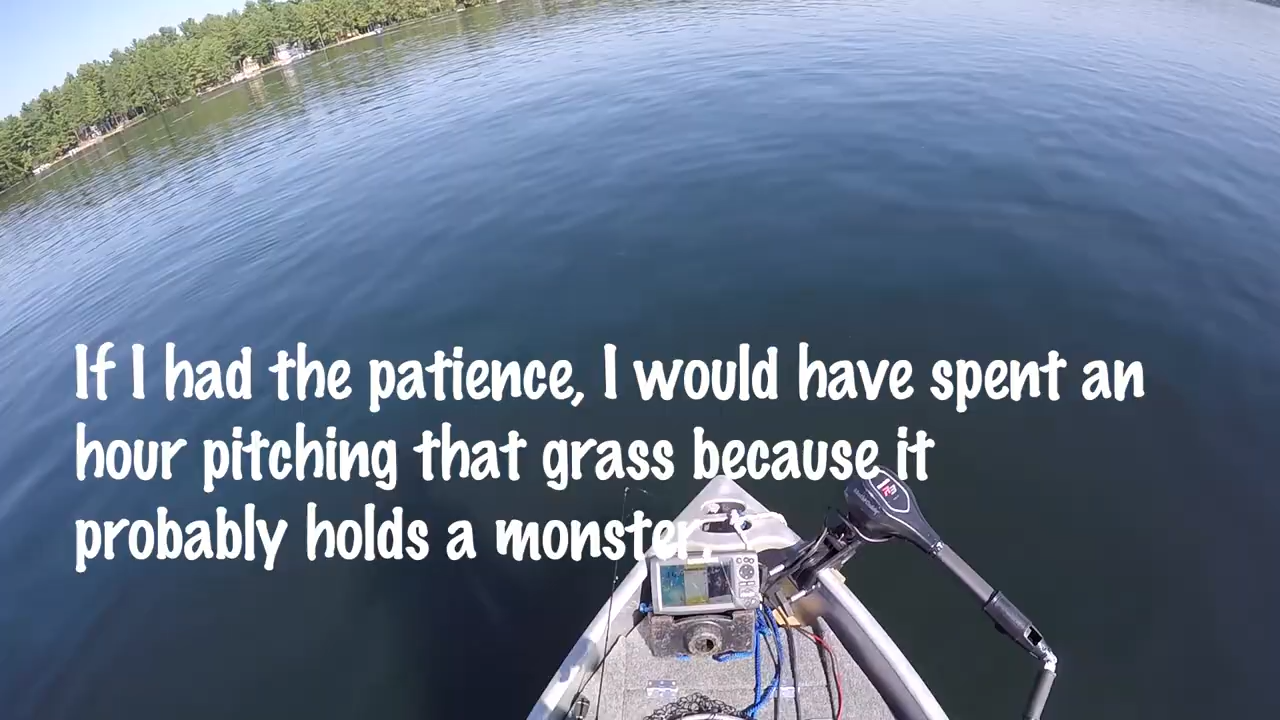 If I had the patience, I would have spent an
hour pitching that grass because it
probably holds a monster.